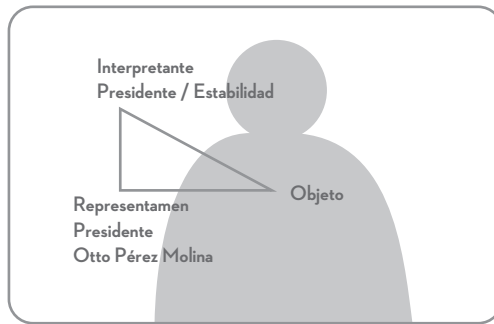 Interpretante
Presidente / Estabilidad
Objeto
Representamen
Presidente
Otto Pérez Molina